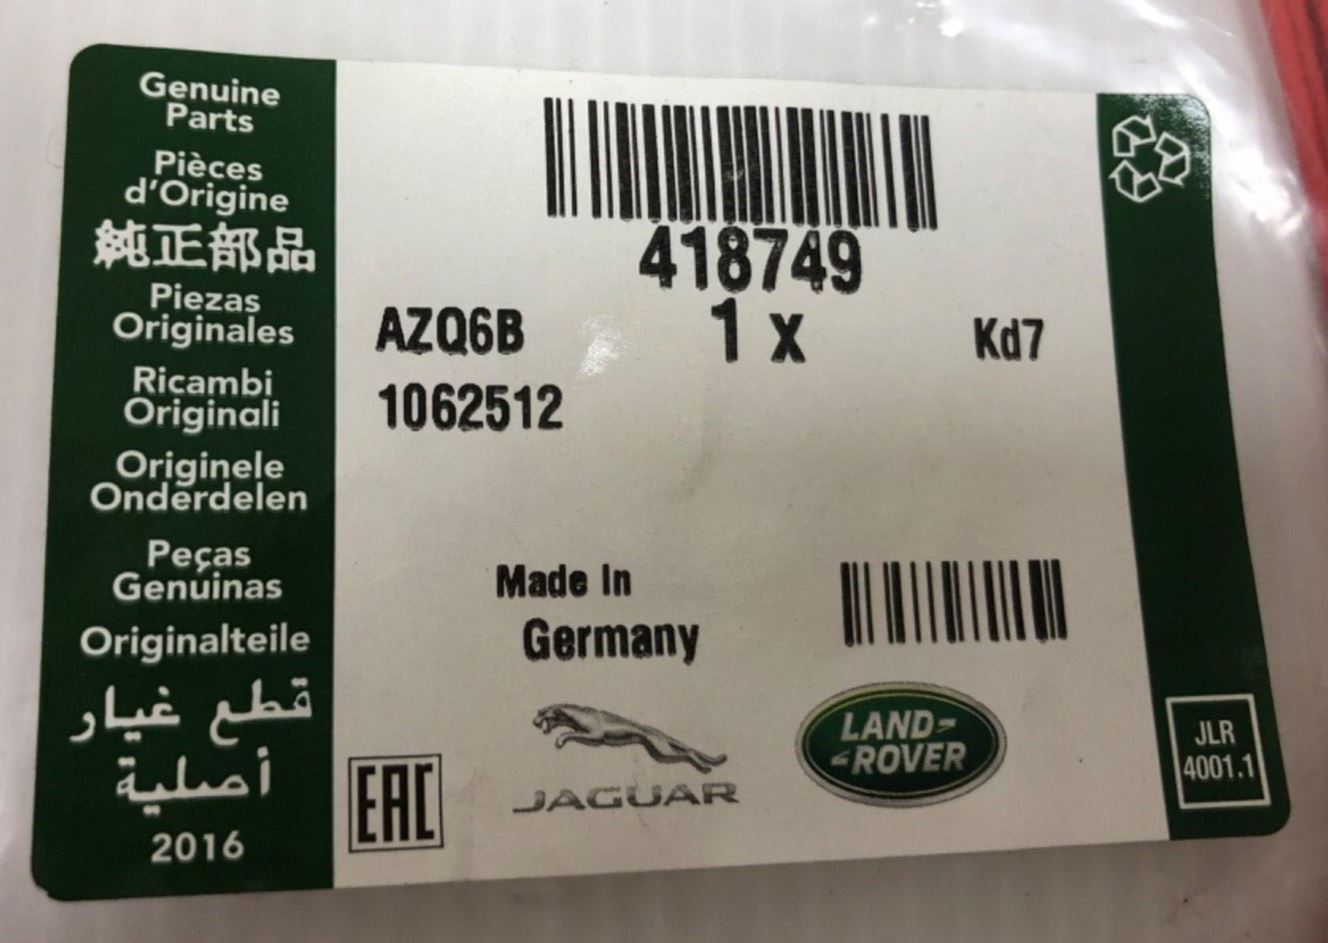 Genuine
Parts
Pièces
d'Origine
純正部品
Piezas
Originales
Ricambi
Originali
Originele
Onderdelen
Peças
Genuinas
Originalteile
قطع غيار
أصلية
2016
418749
AZQ6B 1 x Kd7
1062512
Made In
Germany
EAC
JAGUAR
LAND-
-ROVER
JLR
4001.1